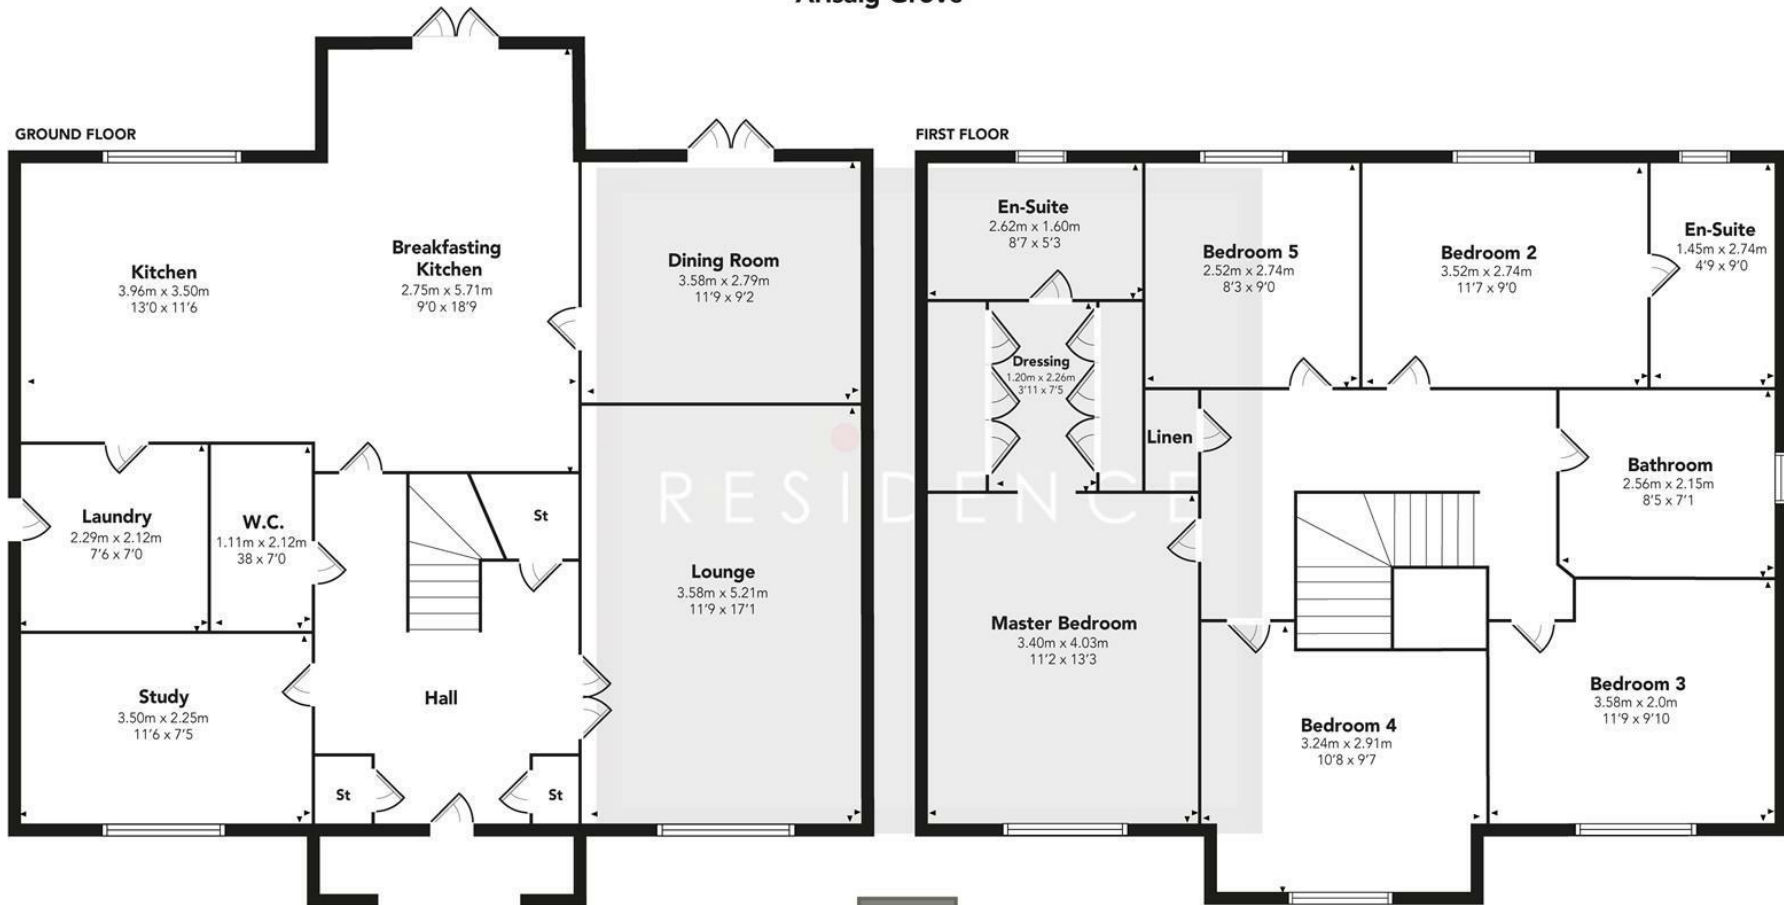 Arisaig Grove
GROUND FLOOR
Kitchen
3.96m x 3.50m
13'0 x 11'6
Breakfasting
Kitchen
2.75m x 5.71m
9'0 x 18'9
Dining Room
3.58m x 2.79m
11'9 x 9'2
Laundry
2.29m x 2.12m
7'6 x 7'0
W.C.
1.11m x 2.12m
38 x 7'0
St
Lounge
3.58m x 5.21m
11'9 x 17'1
Study
3.50m x 2.25m
11'6 x 7'5
Hall
St
St
FIRST FLOOR
En-Suite
2.62m x 1.60m
8'7 x 5'3
Bedroom 5
2.52m x 2.74m
8'3 x 9'0
Bedroom 2
3.52m x 2.74m
11'7 x 9'0
En-Suite
1.45m x 2.74m
4'9 x 9'0
Dressing
1.20m x 2.26m
3'11 x 7'5
Linen
Bathroom
2.56m x 2.15m
8'5 x 7'1
Master Bedroom
3.40m x 4.03m
11'2 x 13'3
Bedroom 4
3.24m x 2.91m
10'8 x 9'7
Bedroom 3
3.58m x 2.0m
11'9 x 9'10
RESIDENCE